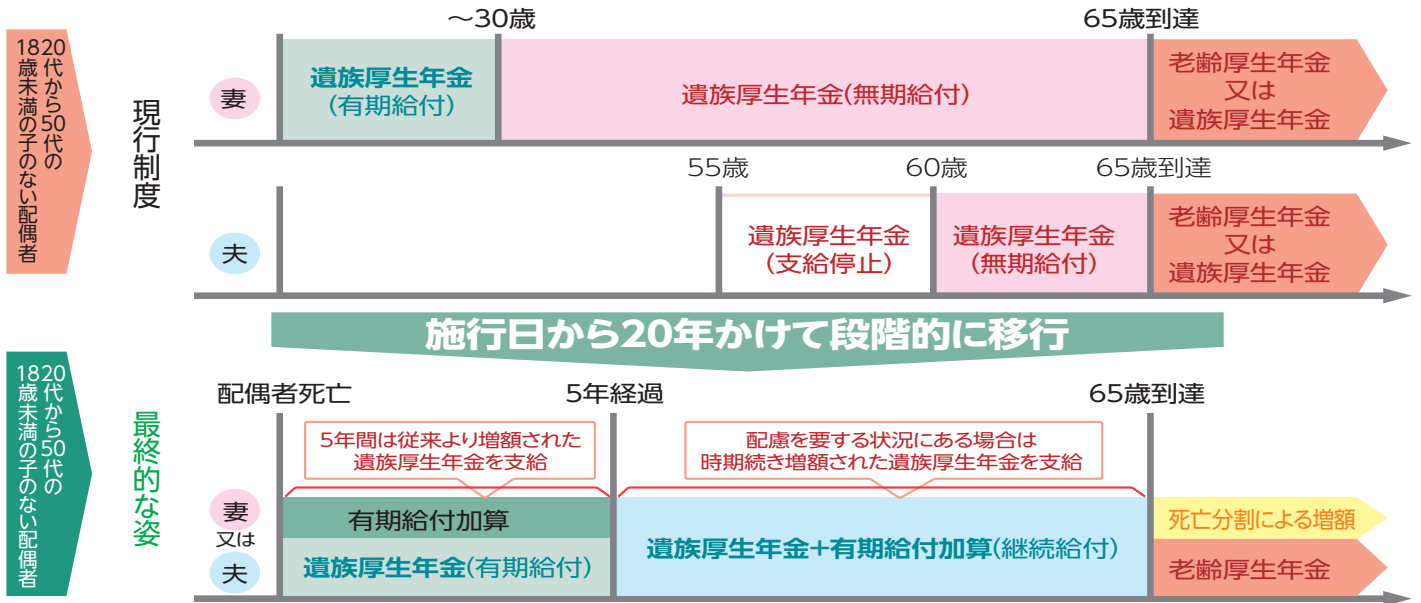 20代から50代の
18歳未満の子のない配偶者
現行制度
～30歳
65歳到達
妻
遺族厚生年金
(有期給付)
遺族厚生年金(無期給付)
老齢厚生年金
又は
遺族厚生年金
55歳
60歳
65歳到達
夫
遺族厚生年金
(支給停止)
遺族厚生年金
(無期給付)
老齢厚生年金
又は
遺族厚生年金
施行日から20年かけて段階的に移行
20代から50代の
18歳未満の子のない配偶者
最終的な姿
配偶者死亡
5年経過
65歳到達
5年間は従来より増額された
遺族厚生年金を支給
配慮を要する状況にある場合は
時期続き増額された遺族厚生年金を支給
妻
又は
夫
有期給付加算
遺族厚生年金(有期給付)
遺族厚生年金+有期給付加算(継続給付)
死亡分割による増額
老齢厚生年金